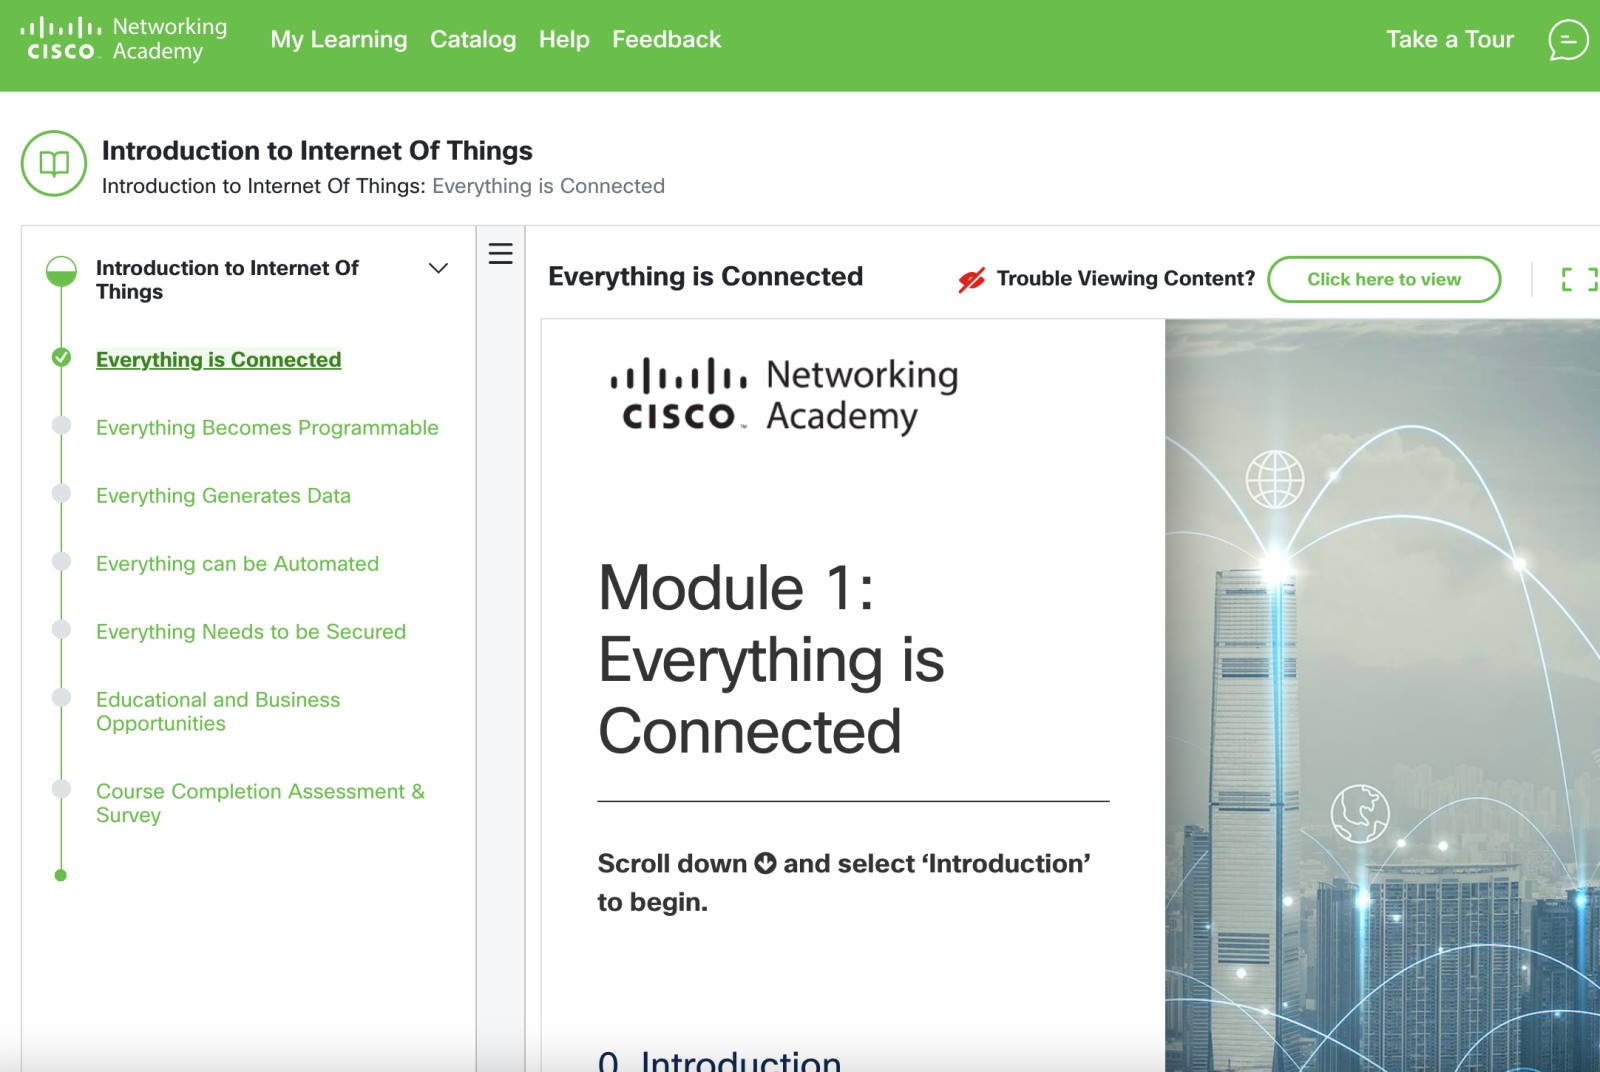 Networking
CISCO Academy
My Learning Catalog Help Feedback
Take a Tour
Introduction to Internet Of Things
Introduction to Internet Of Things: Everything is Connected
Introduction to Internet Of
Things
Everything is Connected
Everything Becomes Programmable
Everything Generates Data
Everything can be Automated
Everything Needs to be Secured
Educational and Business
Opportunities
Course Completion Assessment &
Survey
Everything is Connected
Trouble Viewing Content?
Click here to view
Networking
CISCO™ Academy
Module 1:
Everything is
Connected
Scroll down and select ‘Introduction’
to begin.
0 Introduction